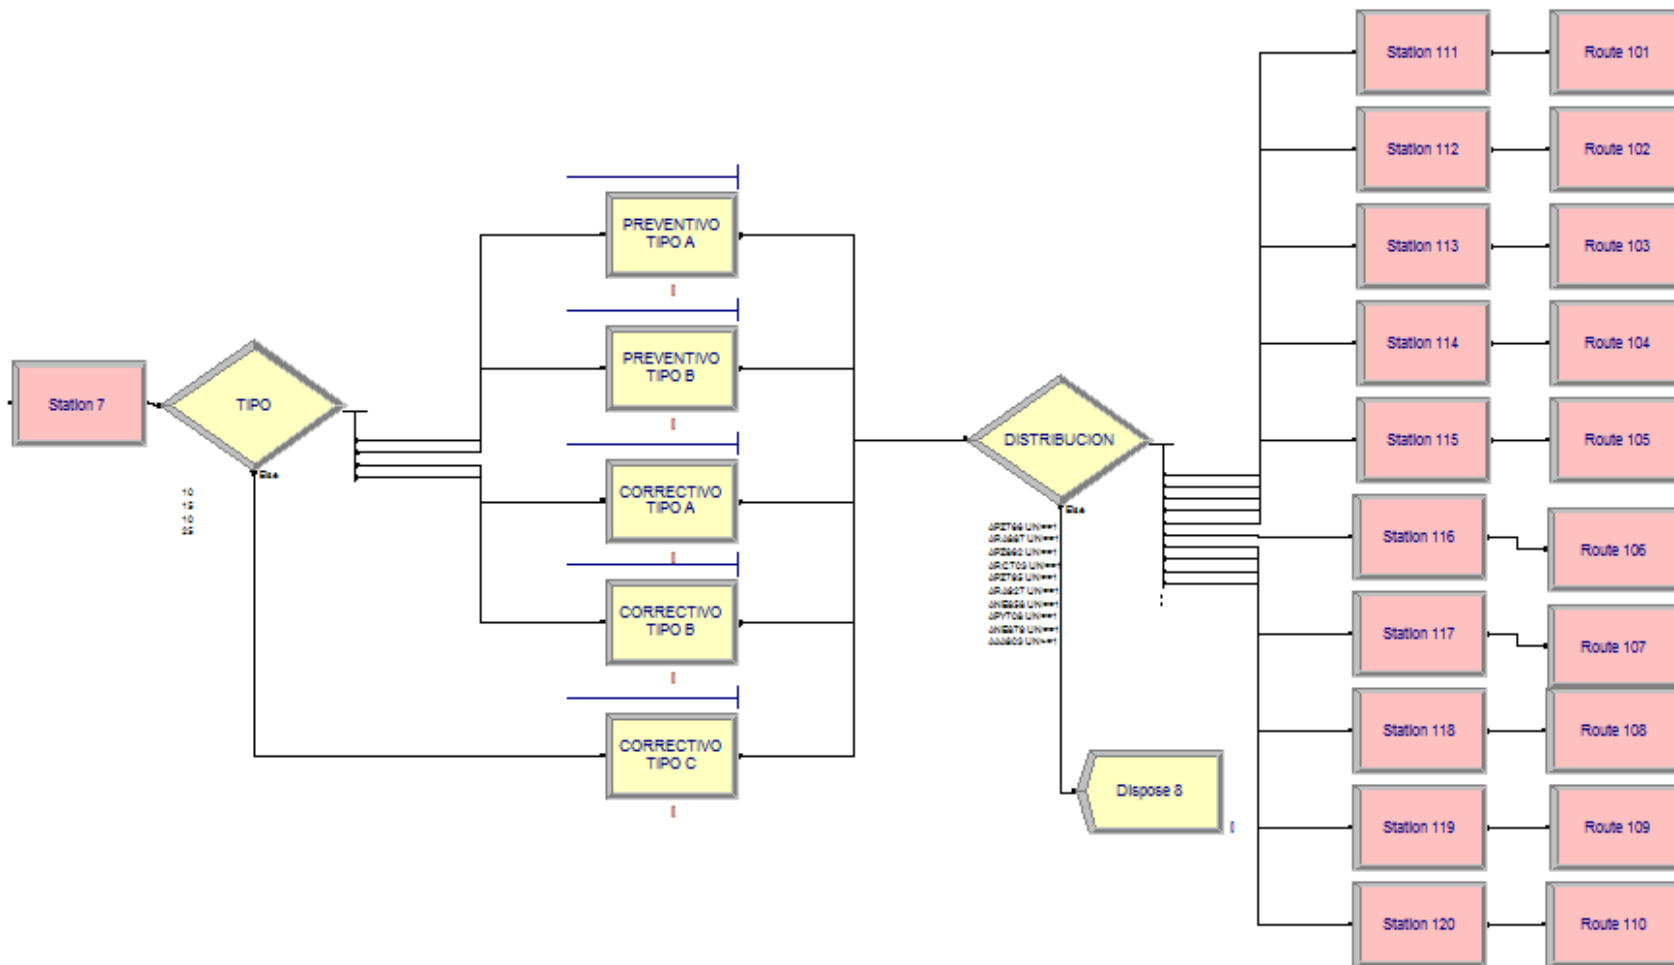 Station 7
TIPO
Else
10
15
10
25
PREVENTIVO
TIPO A
PREVENTIVO
TIPO B
CORRECTIVO
TIPO A
CORRECTIVO
TIPO B
CORRECTIVO
TIPO C
DISTRIBUCION
Else
Dispose 8
Station 111
Route 101
Station 112
Route 102
Station 113
Route 103
Station 114
Route 104
Station 115
Route 105
Station 116
Route 106
Station 117
Route 107
Station 118
Route 108
Station 119
Route 109
Station 120
Route 110